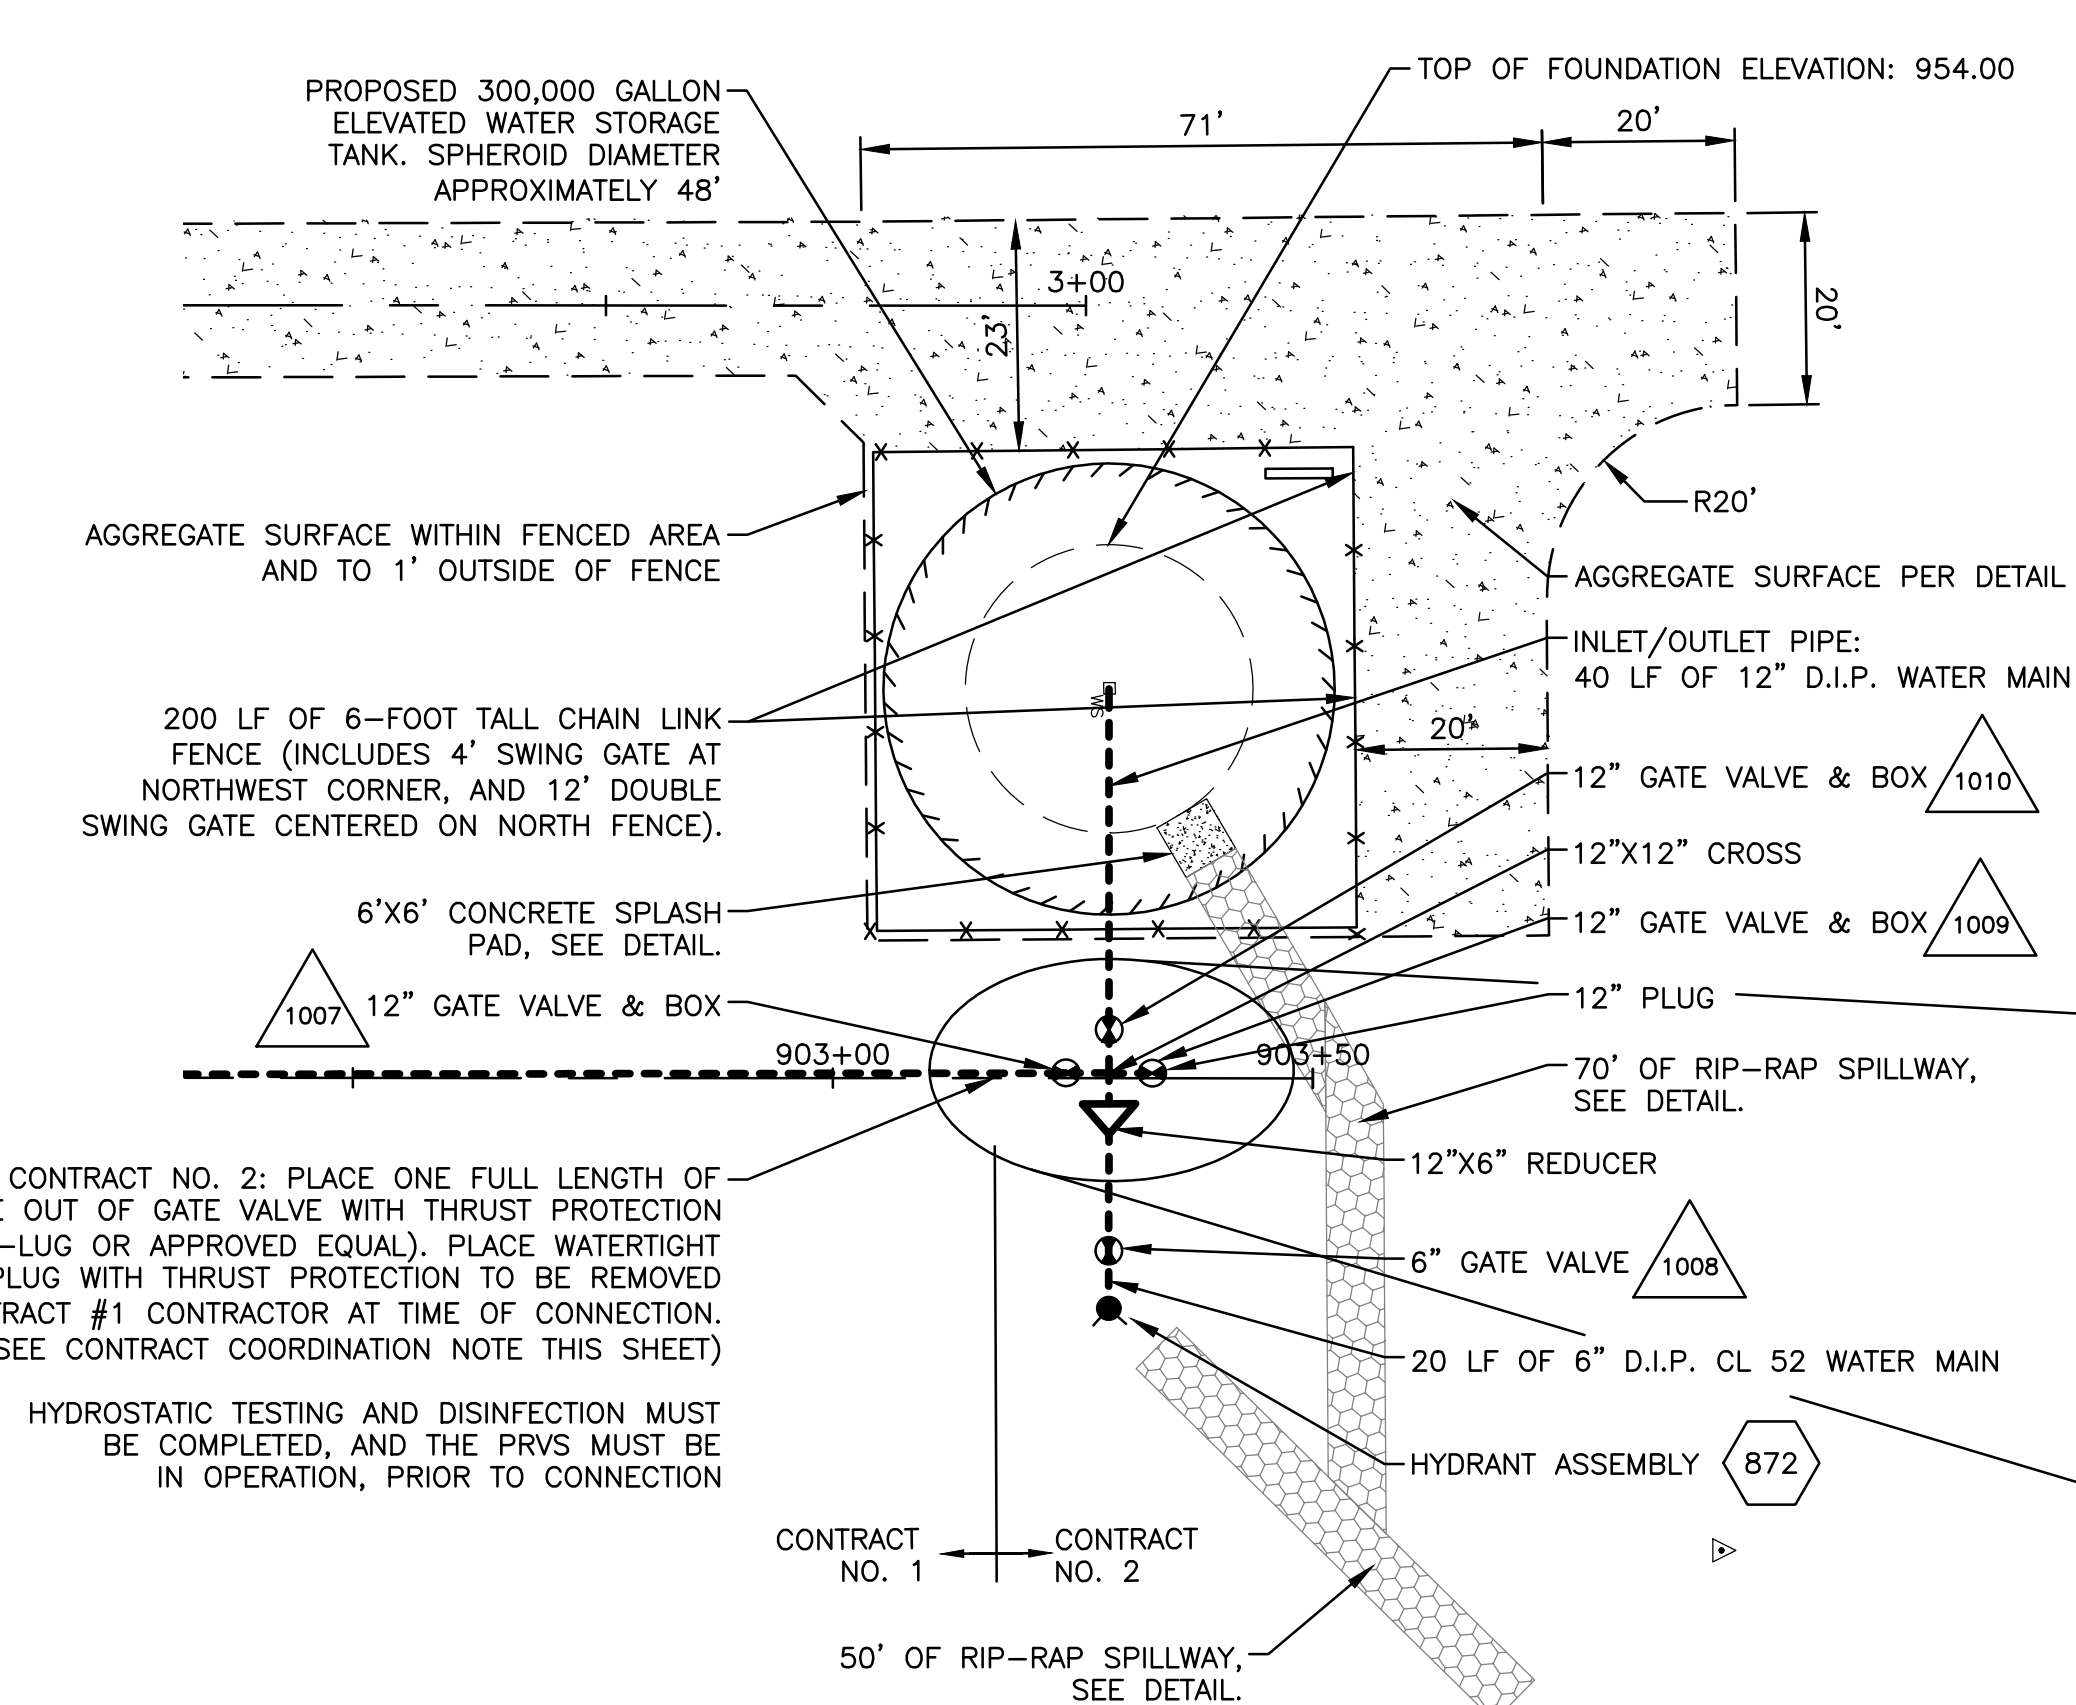 PROPOSED 300,000 GALLON
ELEVATED WATER STORAGE
TANK. SPHEROID DIAMETER
APPROXIMATELY 48'
TOP OF FOUNDATION ELEVATION: 954.00
71'
20'
3+00
23'
20'
R20'
AGGREGATE SURFACE WITHIN FENCED AREA
AND TO 1' OUTSIDE OF FENCE
AGGREGATE SURFACE PER DETAIL
INLET/OUTLET PIPE:
40 LF OF 12" D.I.P. WATER MAIN
WS
20'
200 LF OF 6-FOOT TALL CHAIN LINK
FENCE (INCLUDES 4' SWING GATE AT
NORTHWEST CORNER, AND 12' DOUBLE
SWING GATE CENTERED ON NORTH FENCE).
12" GATE VALVE & BOX
1010
12"X12" CROSS
6'X6' CONCRETE SPLASH
PAD, SEE DETAIL.
12" GATE VALVE & BOX
1009
1007
12" GATE VALVE & BOX
12" PLUG
903+00
903+50
70' OF RIP-RAP SPILLWAY,
SEE DETAIL.
12"X6" REDUCER
CONTRACT NO. 2: PLACE ONE FULL LENGTH OF
E OUT OF GATE VALVE WITH THRUST PROTECTION
-LUG OR APPROVED EQUAL). PLACE WATERTIGHT
PLUG WITH THRUST PROTECTION TO BE REMOVED
TRACT #1 CONTRACTOR AT TIME OF CONNECTION.
SEE CONTRACT COORDINATION NOTE THIS SHEET)
6" GATE VALVE
1008
20 LF OF 6" D.I.P. CL 52 WATER MAIN
HYDROSTATIC TESTING AND DISINFECTION MUST
BE COMPLETED, AND THE PRVS MUST BE
IN OPERATION, PRIOR TO CONNECTION
HYDRANT ASSEMBLY
872
CONTRACT
NO. 1
CONTRACT
NO. 2
50' OF RIP-RAP SPILLWAY,
SEE DETAIL.